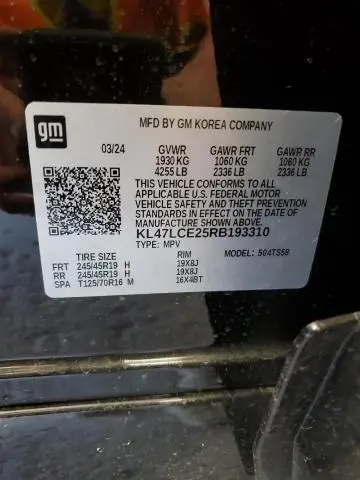 gm
MFD BY GM KOREA COMPANY
03/24 GVWR GAWR FRT GAWR RR
1930 KG 1060 KG 1060 KG
4255 LB 2336 LB 2336 LB
THIS VEHICLE CONFORMS TO ALL
APPLICABLE U.S. FEDERAL MOTOR
VEHICLE SAFETY AND THEFT PREVENTION
STANDARDS IN EFFECT ON THE DATE OF
MANUFACTURE SHOWN ABOVE.
KL47LCE25RB193310
TYPE: MPV MODEL: 504TS58
TIRE SIZE RIM
FRT 245/45R19 H 19X8J
RR 245/45R19 H 19X8J
SPA T125/70R16 M 16X4BT